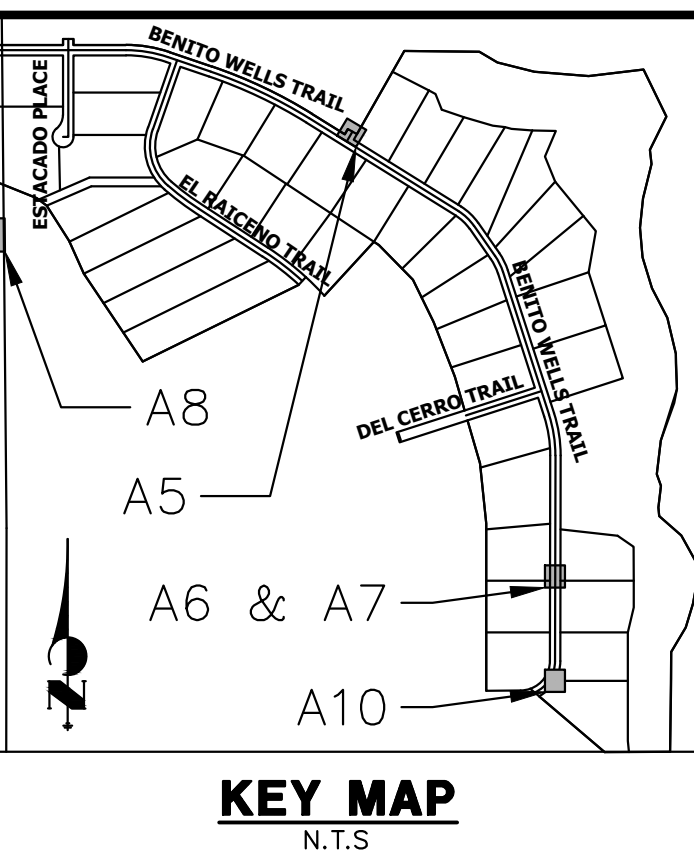 BENITO WELLS TRAIL
ESTACADO PLACE
EL RAICENO TRAIL
BENITO WELLS TRAIL
DEL CERRO TRAIL
A8
A5
A6 & A7
A10
N
KEY MAP
N.T.S